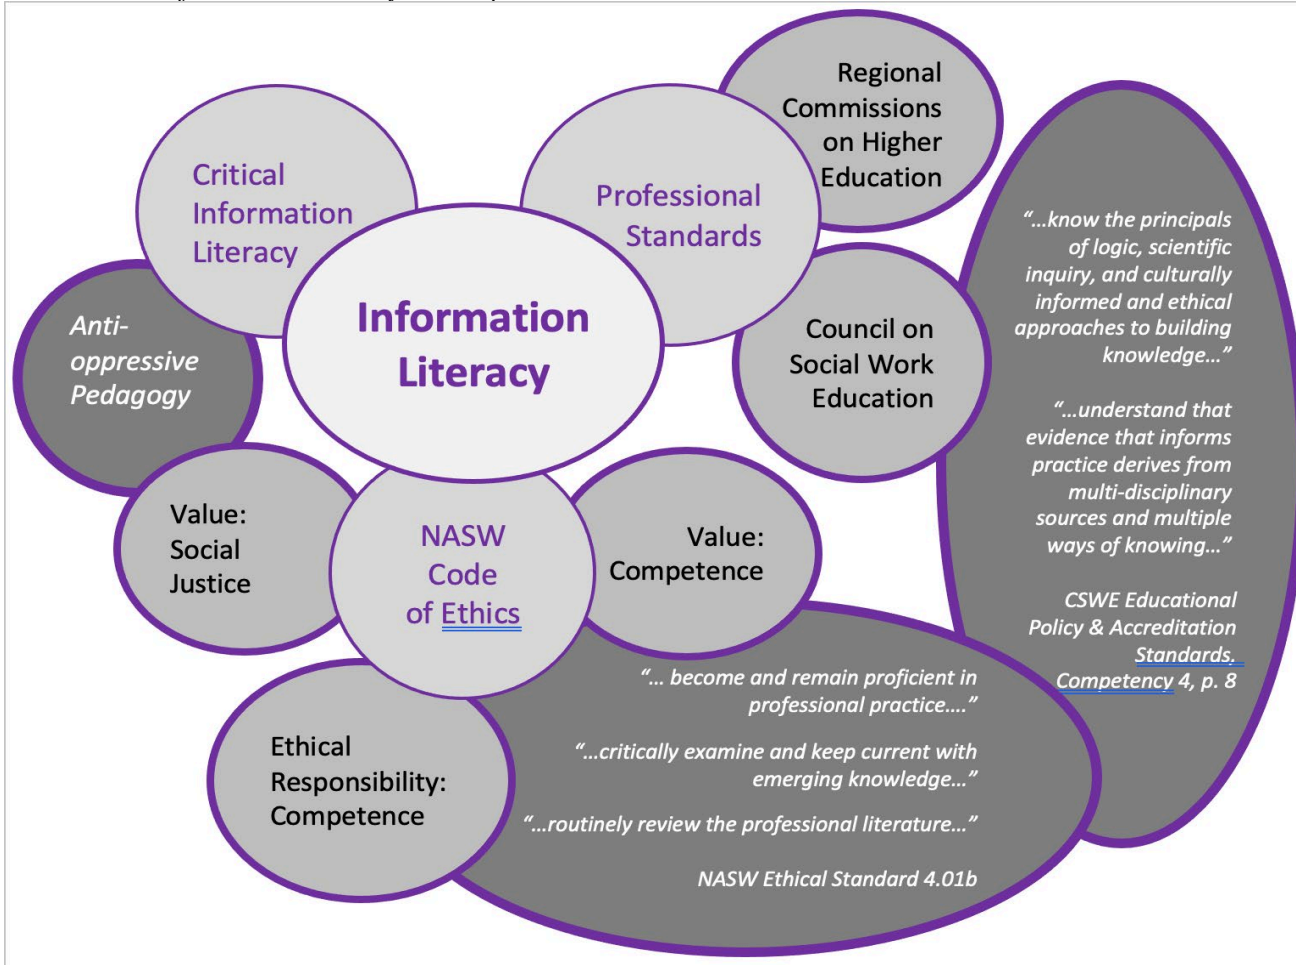 Critical
Information
Literacy
Professional
Standards
Regional
Commissions
on Higher
Education
Information
Literacy
Anti-
oppressive
Pedagogy
Council on
Social Work
Education
“...know the principals
of logic, scientific
inquiry, and culturally
informed and ethical
approaches to building
knowledge...”
“...understand that
evidence that informs
practice derives from
multi-disciplinary
sources and multiple
ways of knowing...”
CSWE Educational
Policy & Accreditation
Standards,
Competency 4, p. 8
Value:
Social
Justice
NASW
Code
of Ethics
Value:
Competence
Ethical
Responsibility:
Competence
“... become and remain proficient in
professional practice....”
“...critically examine and keep current with
emerging knowledge...”
“...routinely review the professional literature...”
NASW Ethical Standard 4.01b